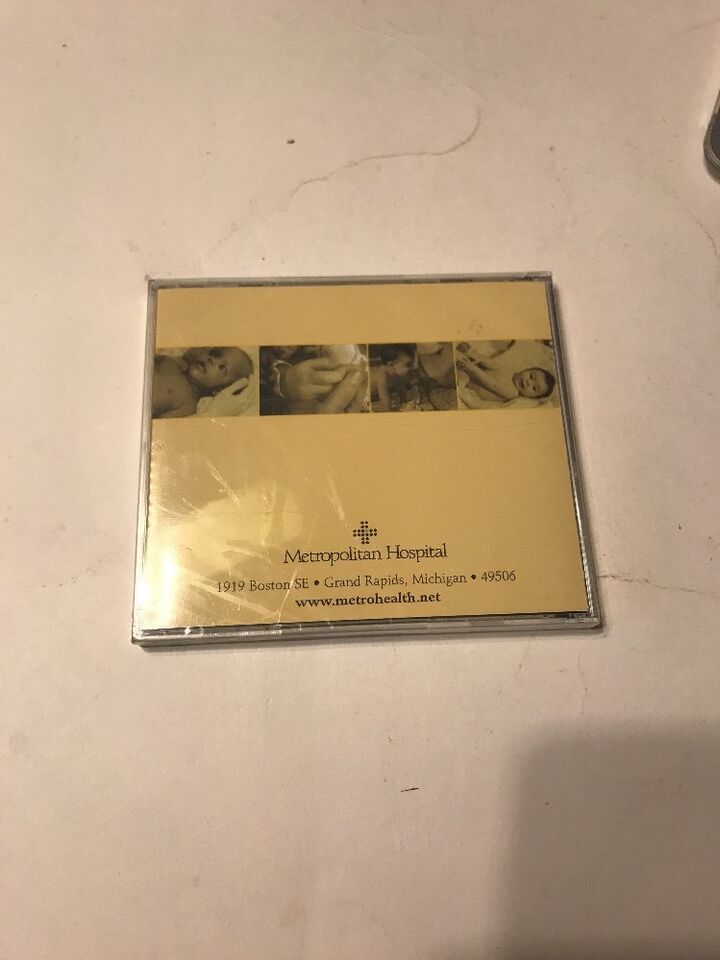 Metropolitan Hospital
1919 Boston SE • Grand Rapids, Michigan • 49506
www.metrohealth.net